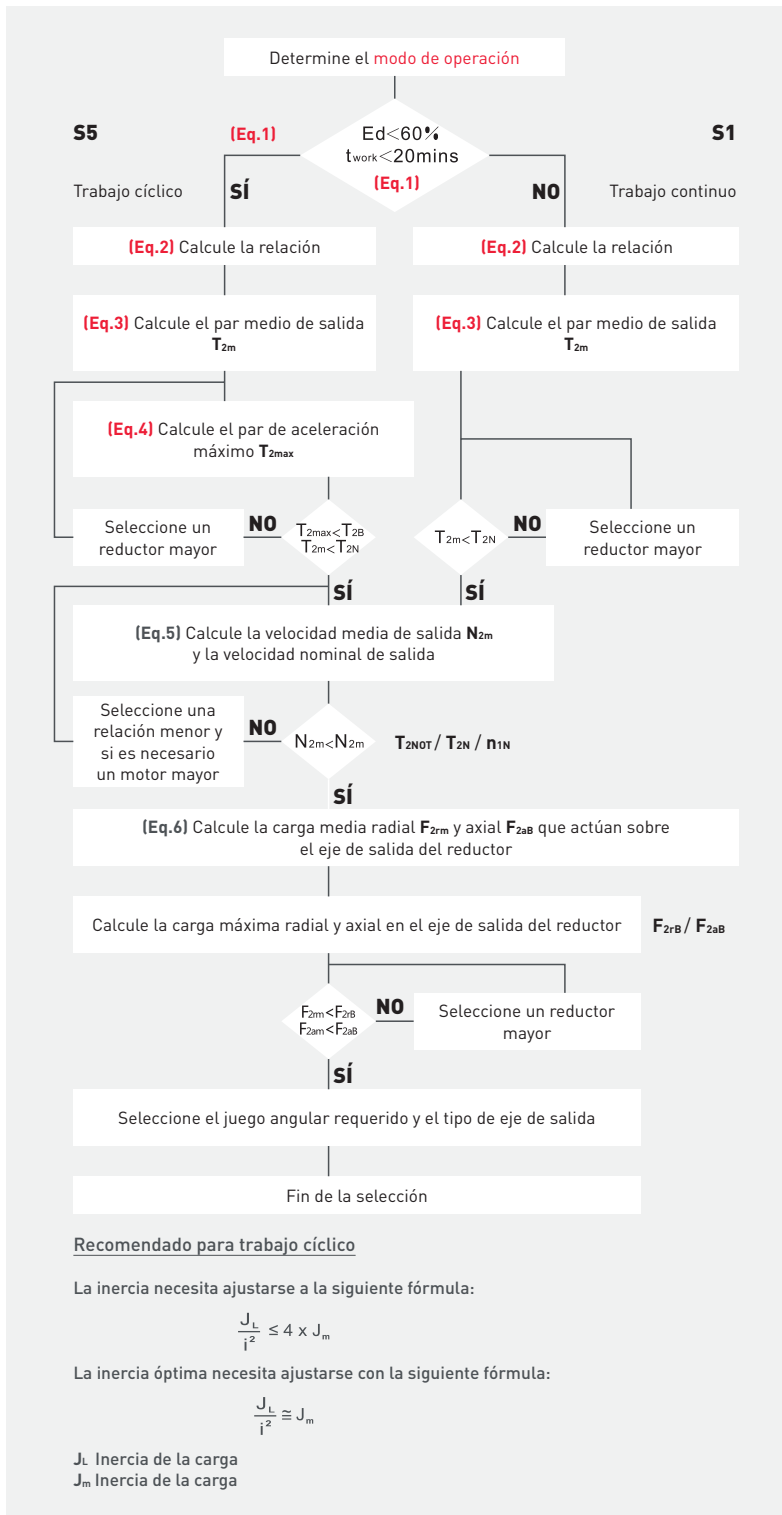 Determine el modo de operación
S5
(Eq.1)
Ed<60%
twork<20mins
(Eq.1)
S1
Trabajo cíclico
SÍ
NO
Trabajo continuo
(Eq.2) Calcule la relación
(Eq.2) Calcule la relación
(Eq.3) Calcule el par medio de salida
T2m
(Eq.3) Calcule el par medio de salida
T2m
(Eq.4) Calcule el par de aceleración
máximo T2max
Seleccione un
reductor mayor
NO
T2max<T2B
T2m<T2N
T2m<T2N
NO
Seleccione un
reductor mayor
SÍ
SÍ
(Eq.5) Calcule la velocidad media de salida N2m
y la velocidad nominal de salida
Seleccione una
relación menor y
si es necesario
un motor mayor
NO
N2m<N2m
T2NOT / T2N / n1N
SÍ
(Eq.6) Calcule la carga media radial F2rm y axial F2aB que actúan sobre
el eje de salida del reductor
Calcule la carga máxima radial y axial en el eje de salida del reductor
F2rB / F2aB
F2rm<F2rB
F2am<F2aB
NO
Seleccione un reductor
mayor
SÍ
Seleccione el juego angular requerido y el tipo de eje de salida
Fin de la selección
Recomendado para trabajo cíclico
La inercia necesita ajustarse a la siguiente fórmula:
JL / i² ≤ 4 x Jm
La inercia óptima necesita ajustarse con la siguiente fórmula:
JL / i² ≅ Jm
JL Inercia de la carga
Jm Inercia de la carga